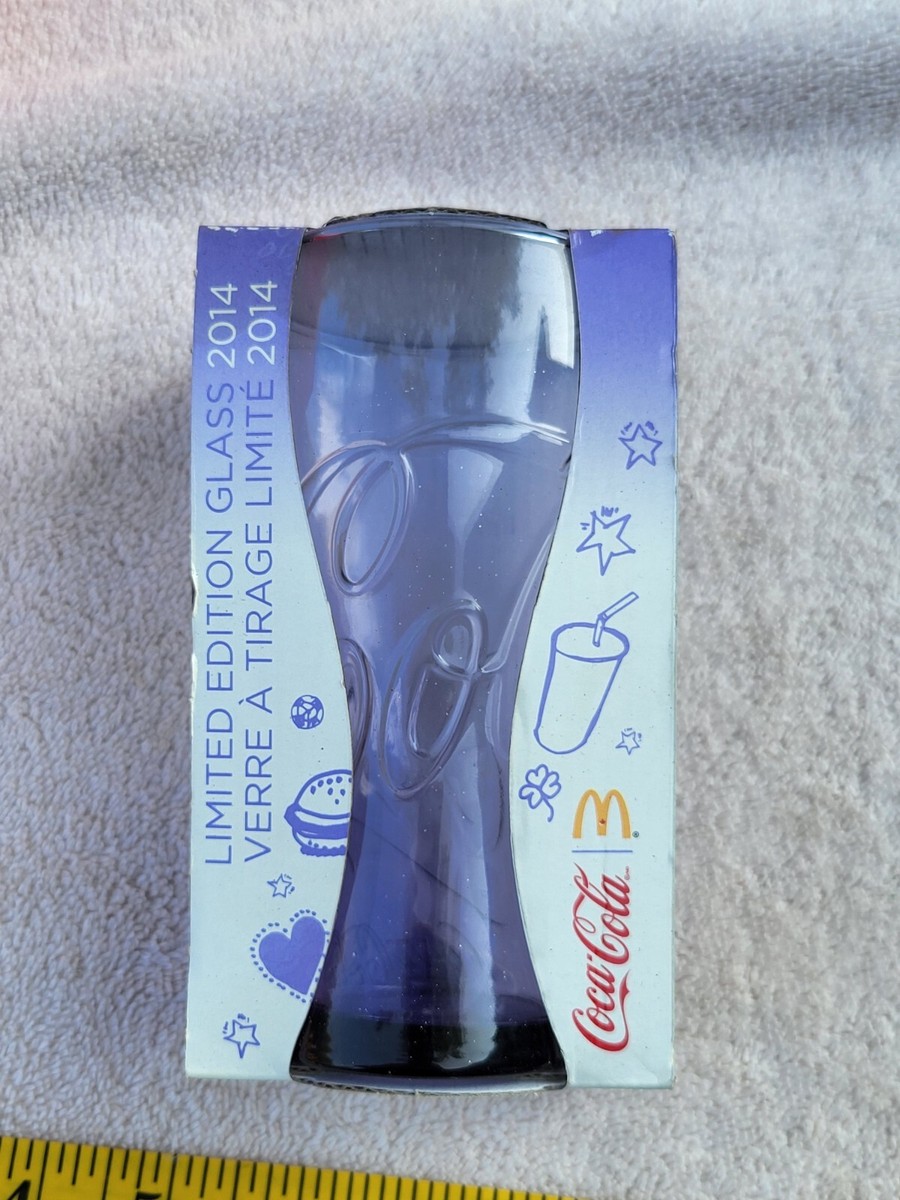 LIMITED EDITION GLASS 2014
VERRE À TIRAGE LIMITÉ 2014
Coca-Cola
M